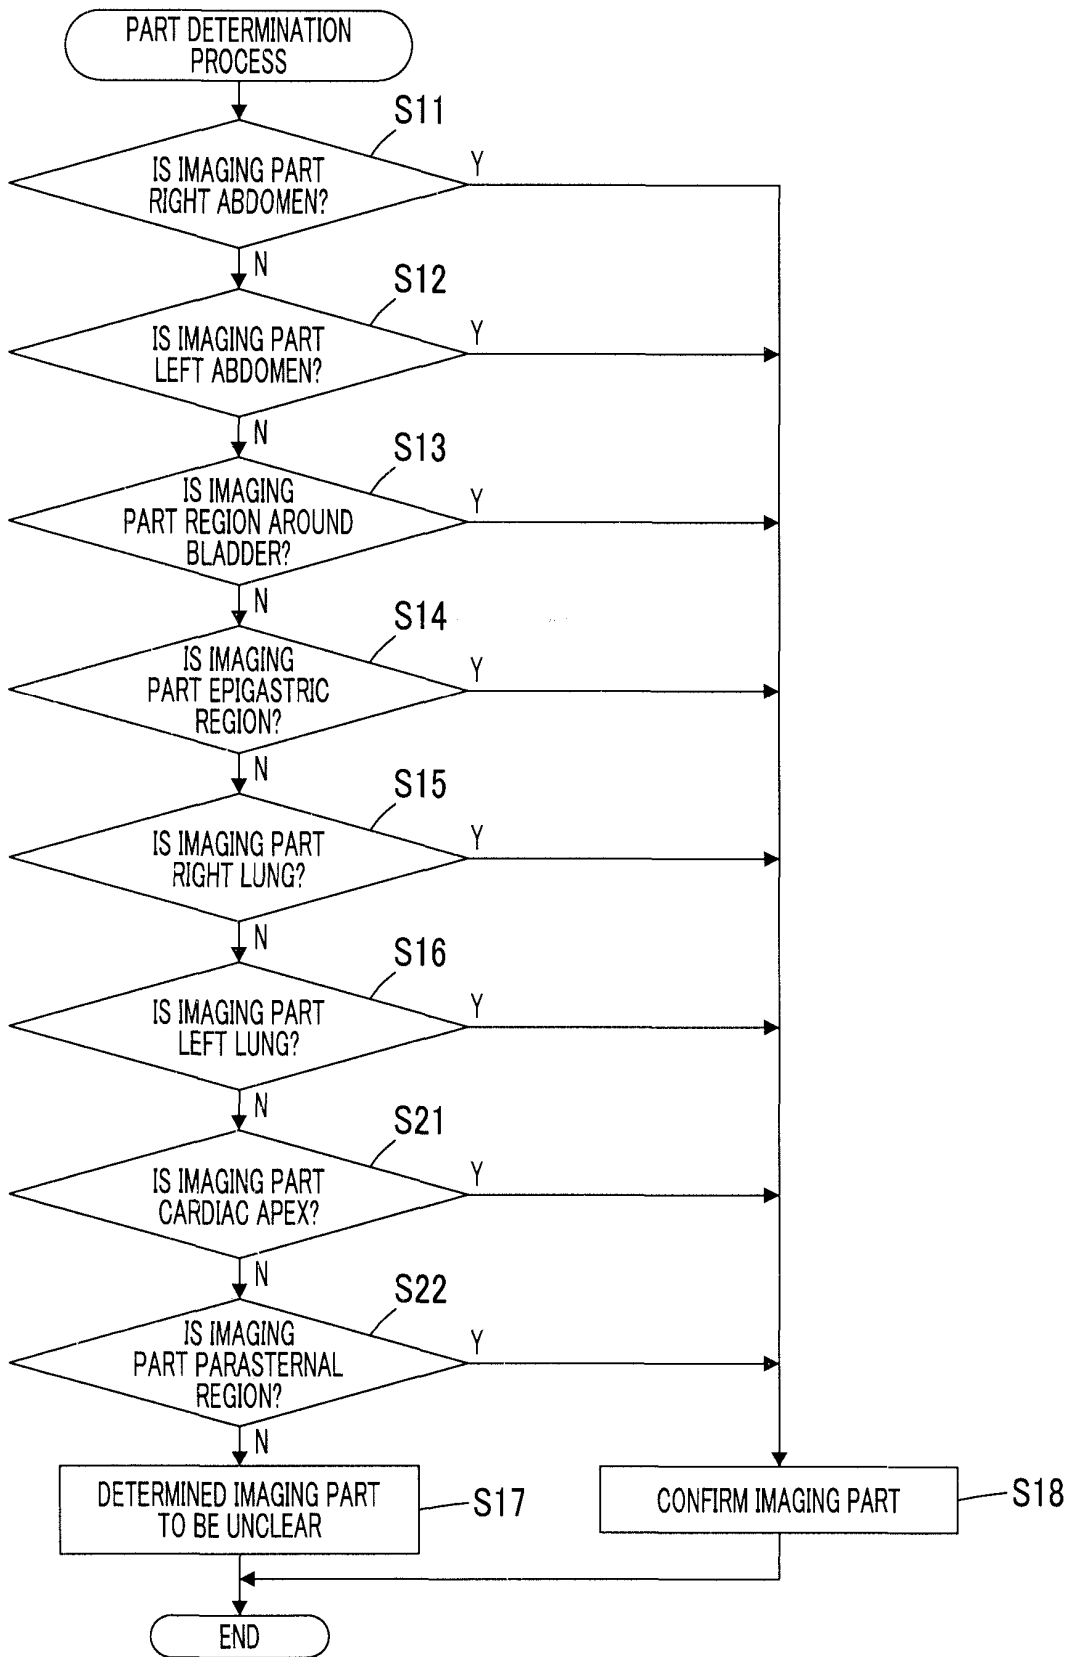 PART DETERMINATION
PROCESS
S11
IS IMAGING PART
RIGHT ABDOMEN?
Y
N
S12
IS IMAGING PART
LEFT ABDOMEN?
Y
N
S13
IS IMAGING
PART REGION AROUND
BLADDER?
Y
N
S14
IS IMAGING
PART EPIGASTRIC
REGION?
Y
N
S15
IS IMAGING PART
RIGHT LUNG?
Y
N
S16
IS IMAGING PART
LEFT LUNG?
Y
N
S21
IS IMAGING PART
CARDIAC APEX?
Y
N
S22
IS IMAGING
PART PARASTERNAL
REGION?
Y
N
DETERMINED IMAGING PART
TO BE UNCLEAR
S17
CONFIRM IMAGING PART
S18
END